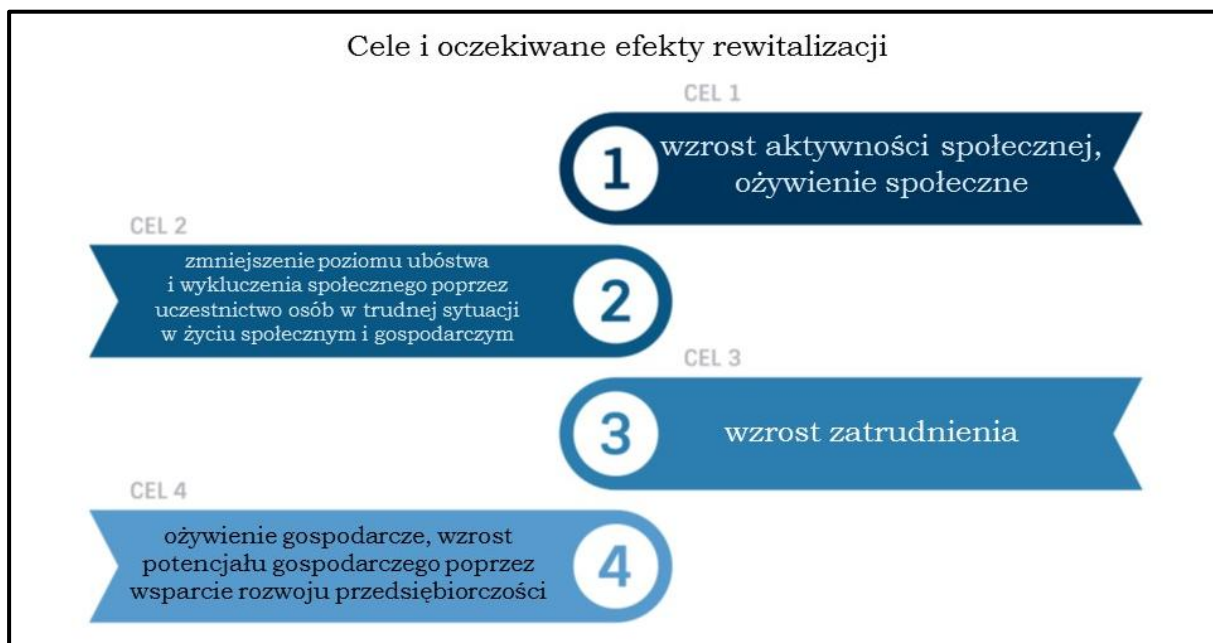 Cele i oczekiwane efekty rewitalizacji
CEL 1
1
wzrost aktywności społecznej,
ożywienie społeczne
CEL 2
zmniejszenie poziomu ubóstwa
i wykluczenia społecznego poprzez
uczestnictwo osób w trudnej sytuacji
w życiu społecznym i gospodarczym
2
CEL 3
3
wzrost zatrudnienia
CEL 4
ożywienie gospodarcze, wzrost
potencjału gospodarczego poprzez
wsparcie rozwoju przedsiębiorczości
4